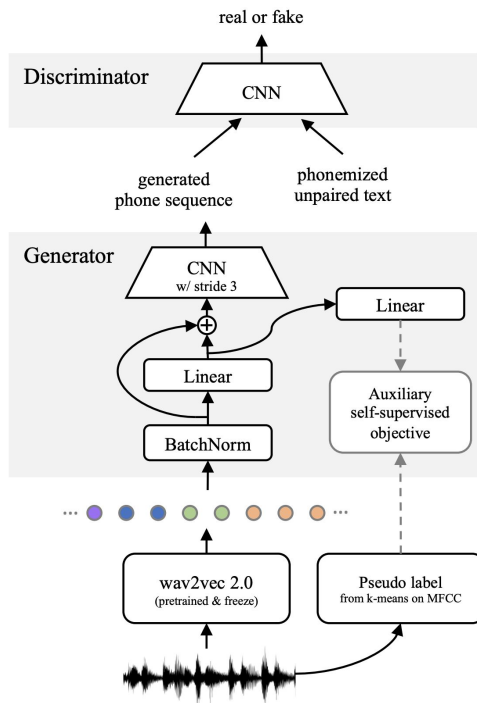 real or fake
Discriminator
CNN
generated
phone sequence
phonemized
unpaired text
Generator
CNN
w/ stride 3
Linear
+
Linear
Auxiliary
self-supervised
objective
BatchNorm
...
...
wav2vec 2.0
(pretrained & freeze)
Pseudo label
from k-means on MFCC